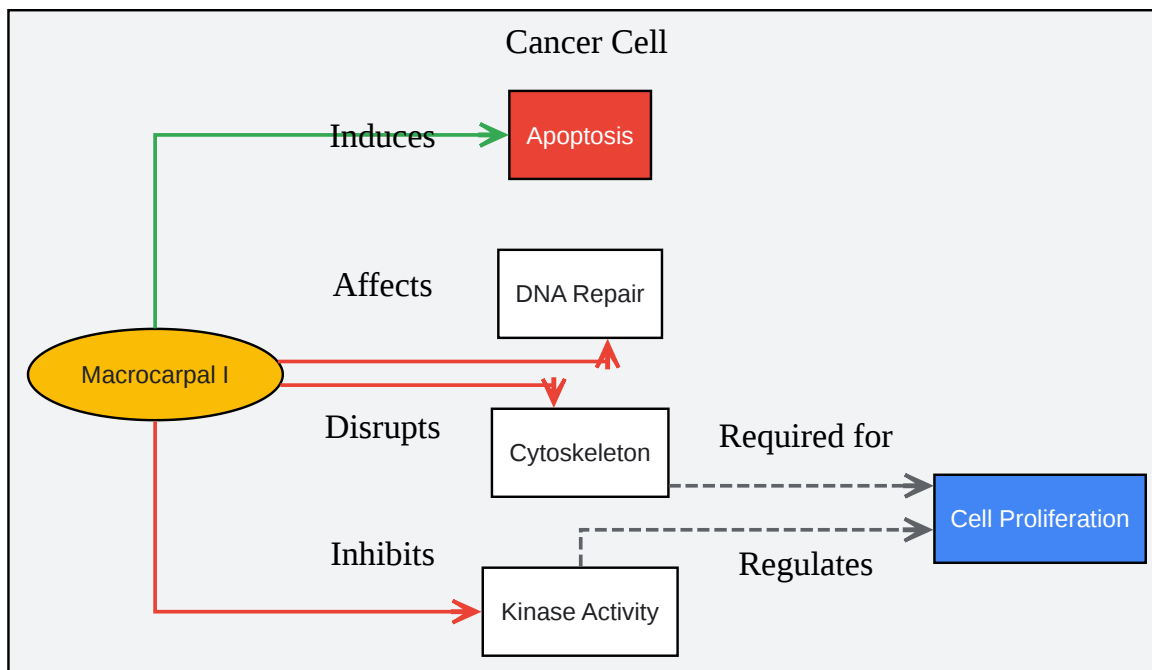 Cancer Cell
Induces
Apoptosis
Affects
DNA Repair
Macrocarpal I
Disrupts
Cytoskeleton
Required for
Cell Proliferation
Inhibits
Regulates
Kinase Activity